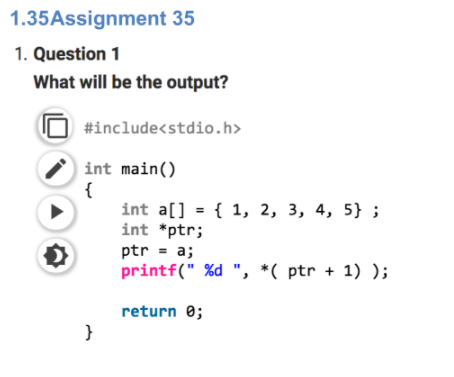 1.35Assignment 35
1. Question 1
What will be the output?
#include<stdio.h>
int main()
{
int a[] = { 1, 2, 3, 4, 5} ;
int *ptr;
ptr = a;
printf(" %d ", *( ptr + 1) );
return 0;
}